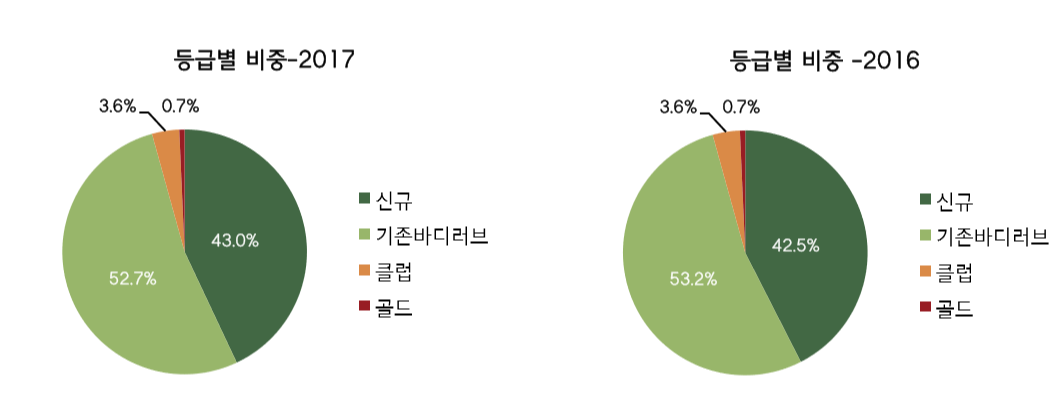 등급별 비중-2017
3.6%
0.7%
43.0%
52.7%
신규
기존바디러브
클럽
골드
등급별 비중 -2016
3.6%
0.7%
42.5%
53.2%
신규
기존바디러브
클럽
골드